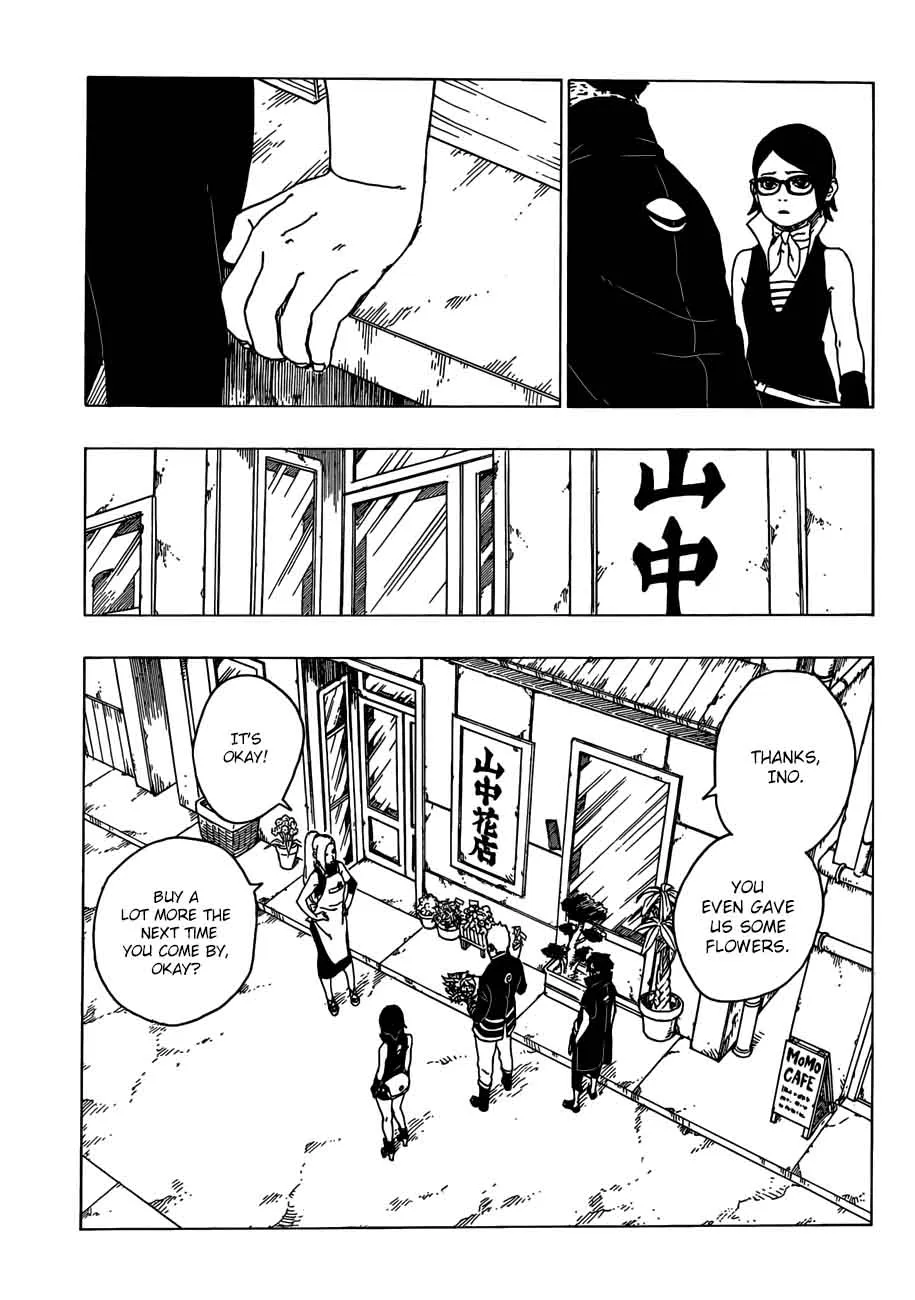 山中
THANKS,
INO.
YOU
EVEN GAVE
US SOME
FLOWERS.
山中花店
IT'S
OKAY!
BUY A
LOT MORE THE
NEXT TIME
YOU COME BY,
OKAY?
MoMo
CAFE